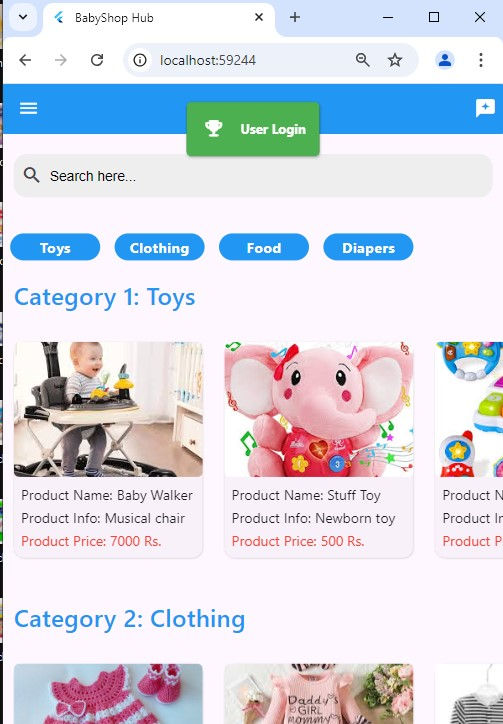 BabyShop Hub
localhost:59244
User Login
Search here...
Toys
Clothing
Food
Diapers
Category 1: Toys
Product Name: Baby Walker
Product Info: Musical chair
Product Price: 7000 Rs.
Product Name: Stuff Toy
Product Info: Newborn toy
Product Price: 500 Rs.
Product N
Product In
Product P
Category 2: Clothing
Daddy's
GIRL
mommy's